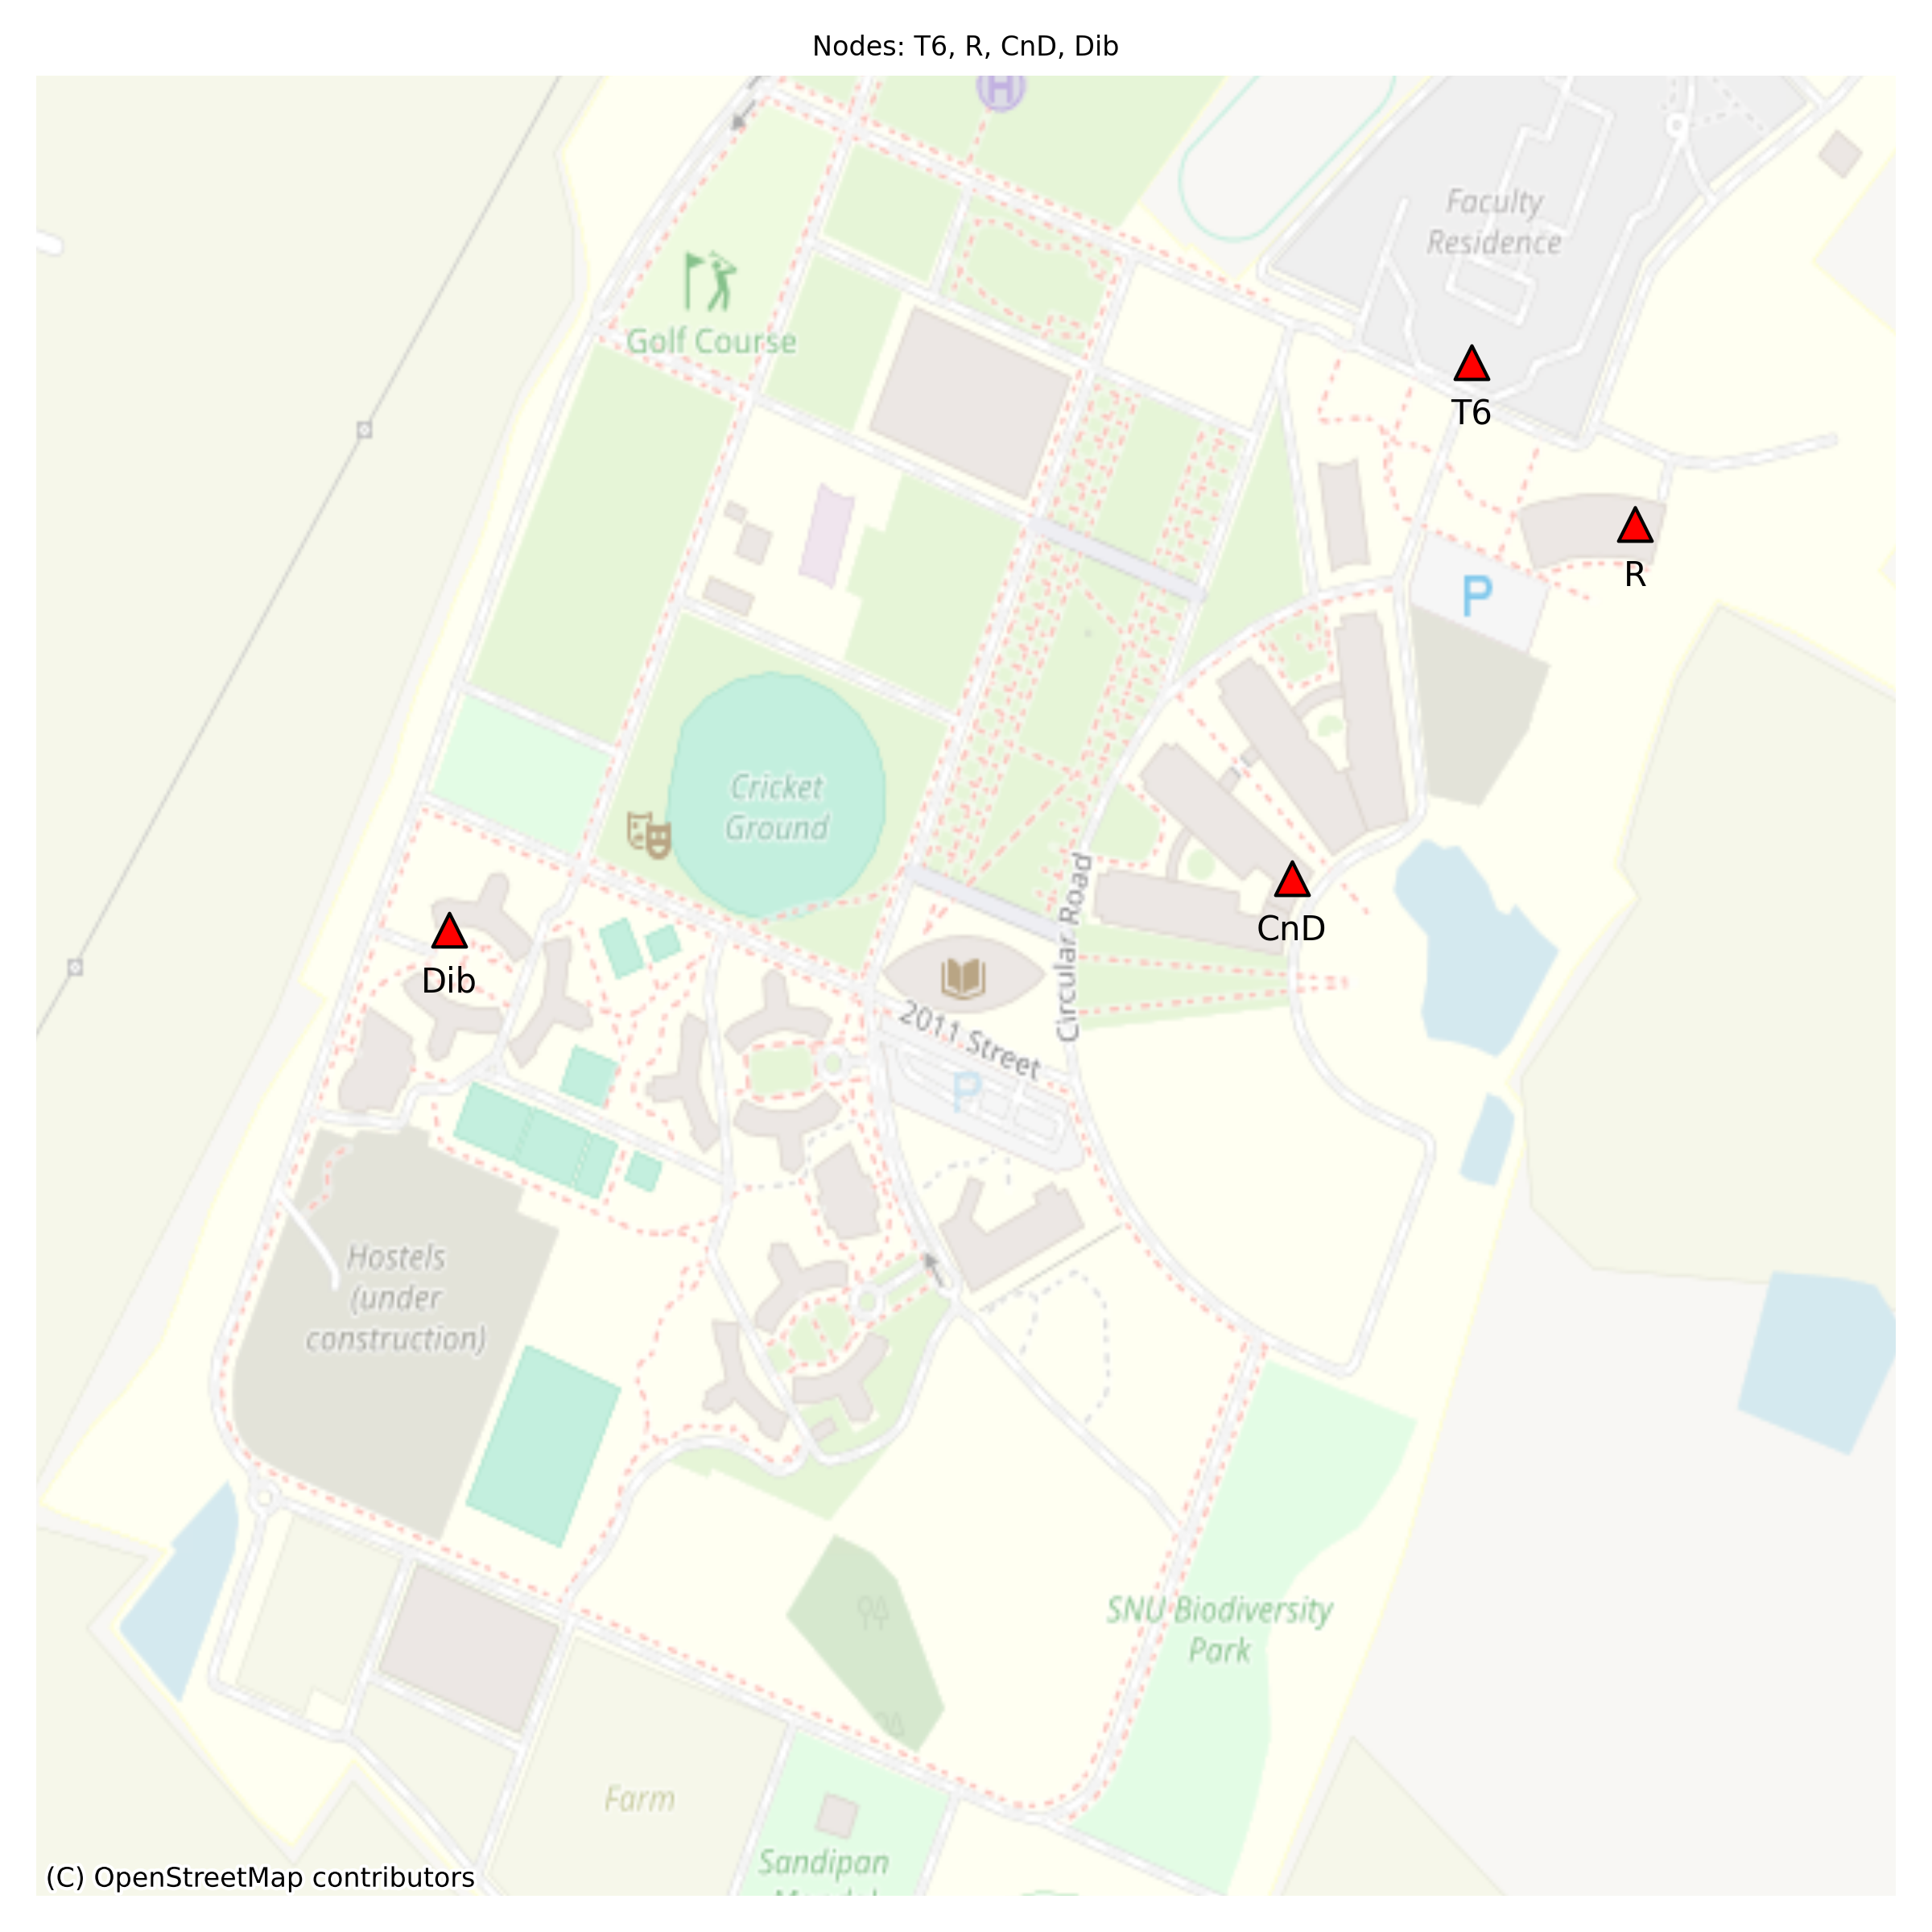 Nodes: T6, R, CnD, Dib
H
Faculty
Residence
Golf Course
T6
R
P
Cricket
Ground
CnD
Dib
Circular Road
2011 Street
P
Hostels
(under
construction)
SNU Biodiversity
Park
Farm
Sandipan
(C) OpenStreetMap contributors